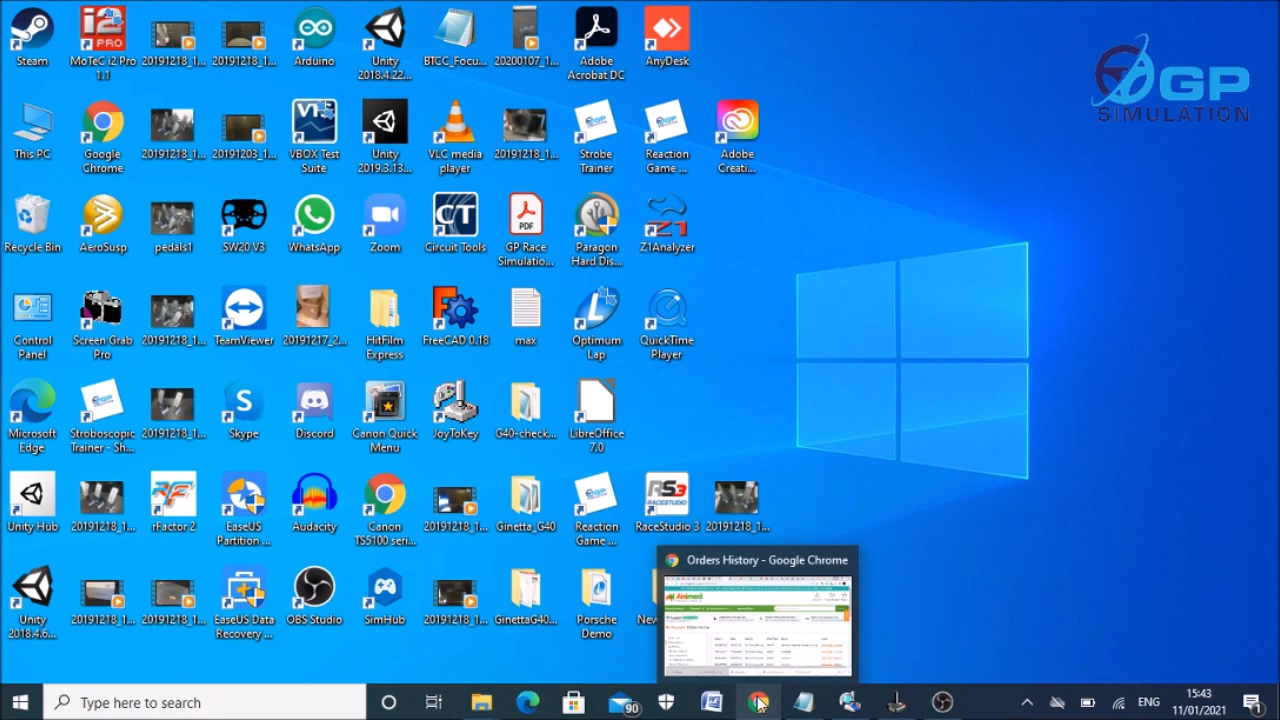 GP
SIMULATION
Steam
MoTeC i2 Pro
1.1
20191218_1...
20191218_1...
Arduino
Unity
2018.4.22...
BTCC_Focu...
20200107_1...
Adobe
Acrobat DC
AnyDesk
This PC
Google
Chrome
20191218_1...
20191203_1...
VBOX Test
Suite
Unity
2019.3.13...
VLC media
player
20191218_1...
Strobe
Trainer
Reaction
Game ...
Adobe
Creati...
Recycle Bin
AeroSusp
pedals1
SW20 V3
WhatsApp
Zoom
Circuit Tools
GP Race
Simulatio...
Paragon
Hard Dis...
Z1Analyzer
Control
Panel
Screen Grab
Pro
20191218_1...
TeamViewer
20191217_2...
HitFilm
Express
FreeCAD 0.18
max
Optimum
Lap
QuickTime
Player
Microsoft
Edge
Stroboscopic
Trainer - Sh...
20191218_1...
Skype
Discord
Canon Quick
Menu
JoyToKey
G40-check...
LibreOffice
7.0
Unity Hub
20191218_1...
rFactor 2
EaseUS
Partition ...
Audacity
Canon
TS5100 seri...
20191218_1...
Ginetta_G40
Reaction
Game ...
RaceStudio 3
20191218_1...
Unity
2018.4.6...
20191218_1...
20191218_1...
EaseUS Data
Recovery ...
OBS Studio
SimHub
20191218_1...
GinettaG40...
Porsche
Demo
Orders History - Google Chrome
Animed
Type here to search
90
ENG
15:43
11/01/2021
1